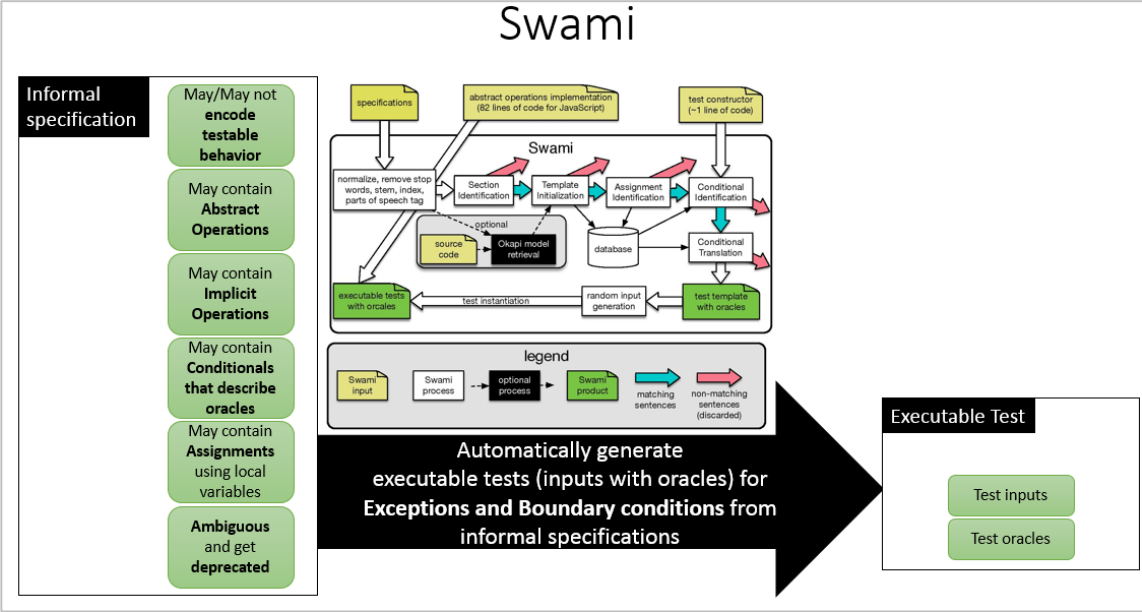 Swami
Informal
specification
May/May not
encode
testable
behavior
May contain
Abstract
Operations
May contain
Implicit
Operations
May contain
Conditionals
that describe
oracles
May contain
Assignments
using local
variables
Ambiguous
and get
deprecated
specifications
abstract operations implementation
(82 lines of code for JavaScript)
test constructor
(~1 line of code)
Swami
normalize, remove stop
words, stem, index,
parts of speech tag
Section
Identification
Template
Initialization
Assignment
Identification
Conditional
Identification
optional
source
code
Okapi model
retrieval
database
Conditional
Translation
executable tests
with orcales
test instantiation
random input
generation
test template
with oracles
legend
Swami
input
Swami
process
optional
process
Swami
product
matching
sentences
non-matching
sentences
(discarded)
Automatically generate
executable tests (inputs with oracles) for
Exceptions and Boundary conditions from
informal specifications
Executable Test
Test inputs
Test oracles